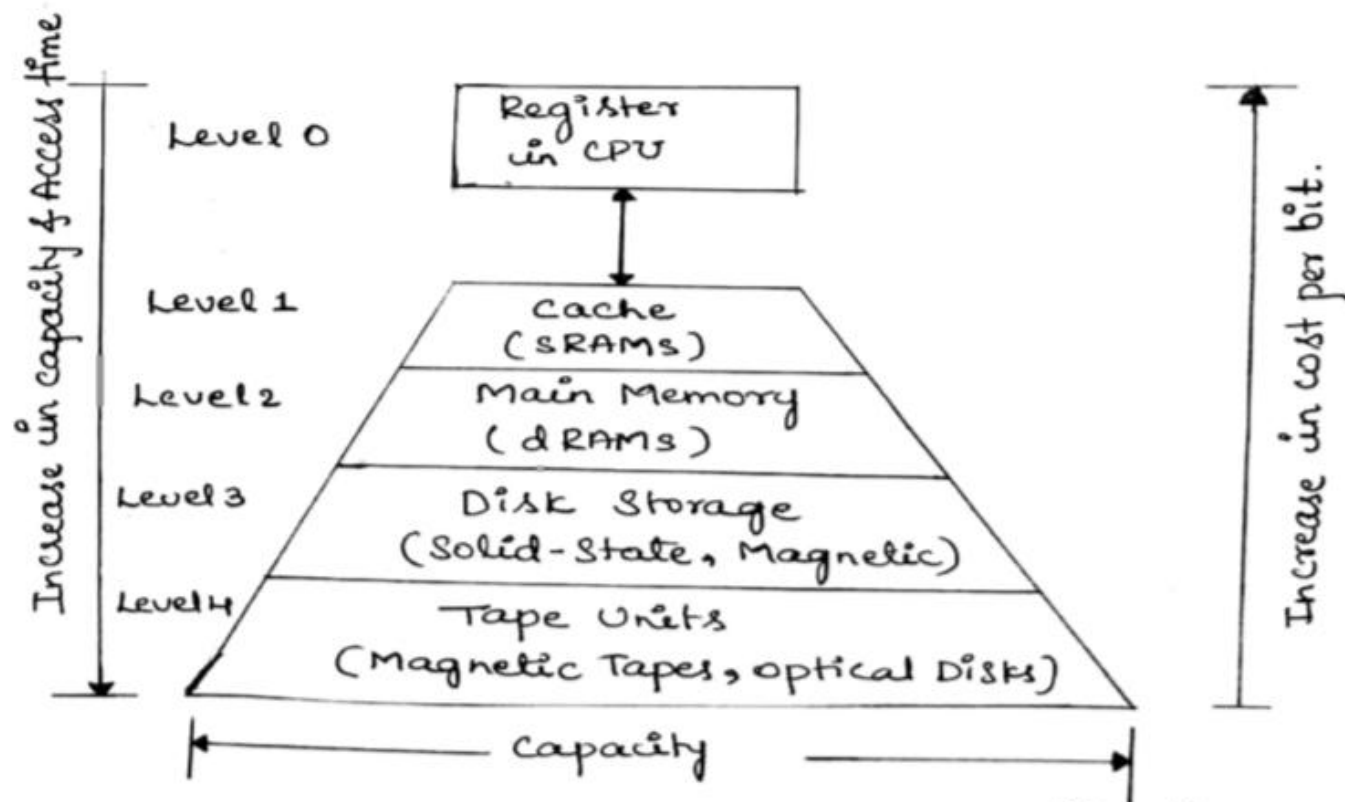 Increase in capacity & Access time
Level 0
Register
in CPU
Level 1
Cache
(SRAMs)
Level 2
Main Memory
(dRAMs)
Level 3
Disk Storage
(Solid-State, Magnetic)
Level 4
Tape Units
(Magnetic Tapes, optical Disks)
Capacity
Increase in cost per bit.